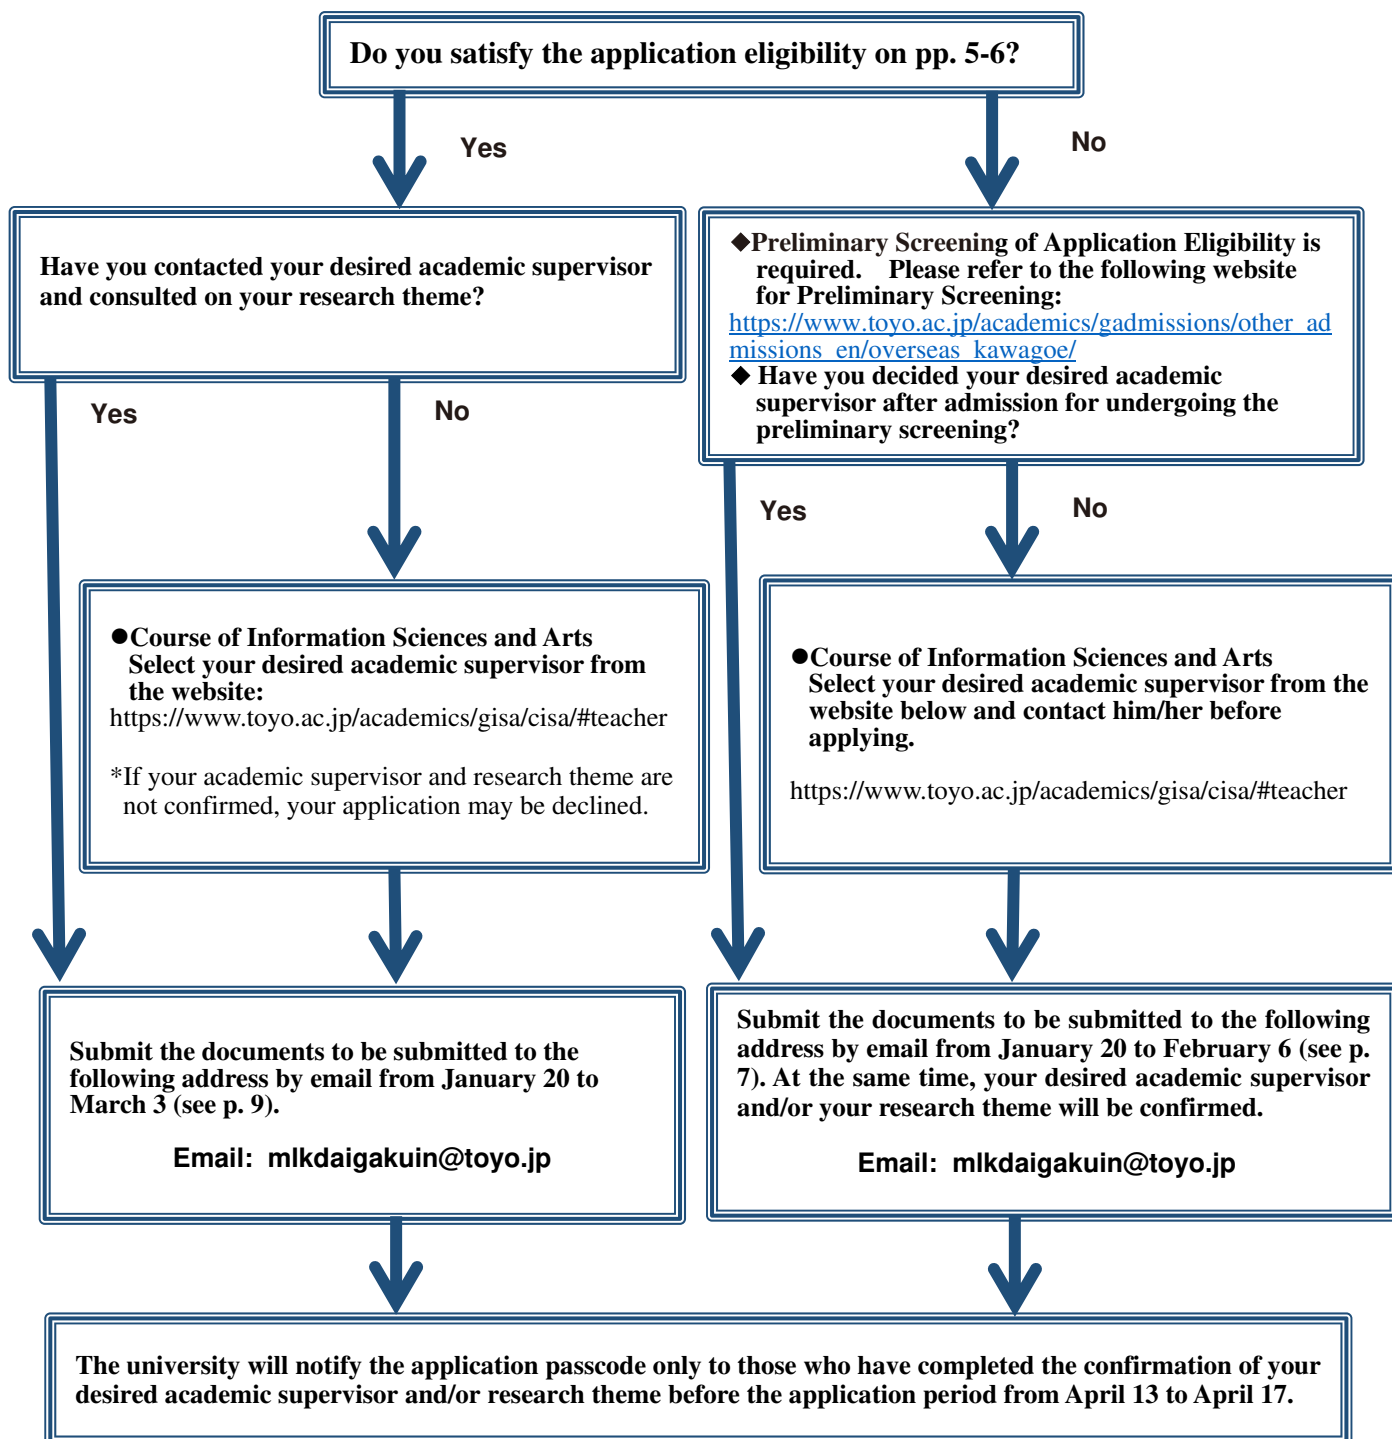 Do you satisfy the application eligibility on pp. 5-6?
Yes
No
Have you contacted your desired academic supervisor
and consulted on your research theme?
◆Preliminary Screening of Application Eligibility is
required. Please refer to the following website
for Preliminary Screening:
https://www.toyo.ac.jp/academics/gadmissions/other_ad
missions_en/overseas_kawagoe/
◆ Have you decided your desired academic
supervisor after admission for undergoing the
preliminary screening?
Yes
No
Yes
No
●Course of Information Sciences and Arts
Select your desired academic supervisor from
the website:
https://www.toyo.ac.jp/academics/gisa/cisa/#teacher
*If your academic supervisor and research theme are
not confirmed, your application may be declined.
●Course of Information Sciences and Arts
Select your desired academic supervisor from the
website below and contact him/her before
applying.
https://www.toyo.ac.jp/academics/gisa/cisa/#teacher
Submit the documents to be submitted to the
following address by email from January 20 to
March 3 (see p. 9).
Email: mlkdaigakuin@toyo.jp
Submit the documents to be submitted to the following
address by email from January 20 to February 6 (see p.
7). At the same time, your desired academic supervisor
and/or your research theme will be confirmed.
Email: mlkdaigakuin@toyo.jp
The university will notify the application passcode only to those who have completed the confirmation of your
desired academic supervisor and/or research theme before the application period from April 13 to April 17.